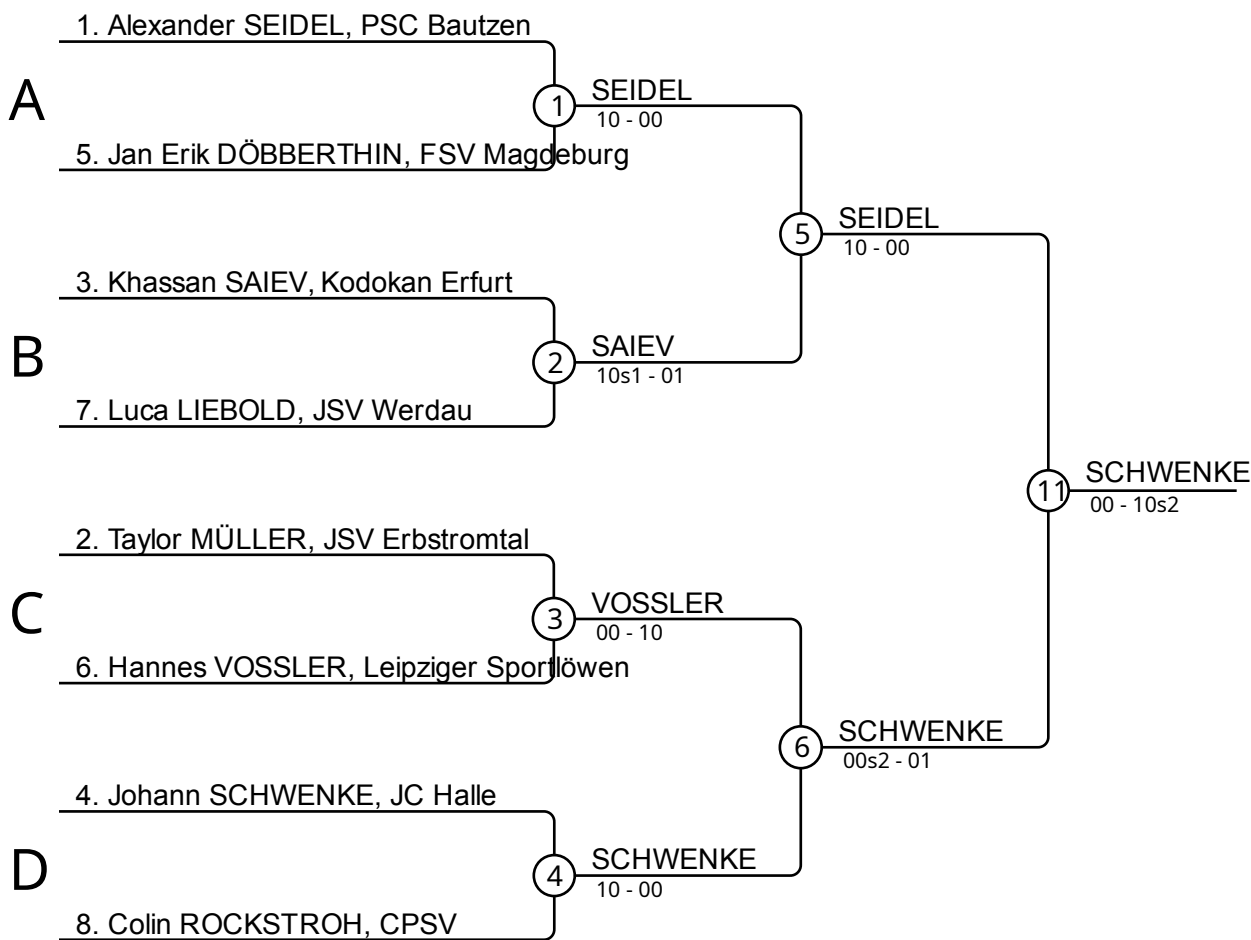 1. Alexander SEIDEL, PSC Bautzen
A
1
SEIDEL
10 - 00
5. Jan Erik DÖBBERTHIN, FSV Magdeburg
5
SEIDEL
10 - 00
3. Khassan SAIEV, Kodokan Erfurt
B
2
SAIEV
10s1 - 01
7. Luca LIEBOLD, JSV Werdau
11
SCHWENKE
00 - 10s2
2. Taylor MÜLLER, JSV Erbstromtal
C
3
VOSSLER
00 - 10
6. Hannes VOSSLER, Leipziger Sportlöwen
6
SCHWENKE
00s2 - 01
4. Johann SCHWENKE, JC Halle
D
4
SCHWENKE
10 - 00
8. Colin ROCKSTROH, CPSV